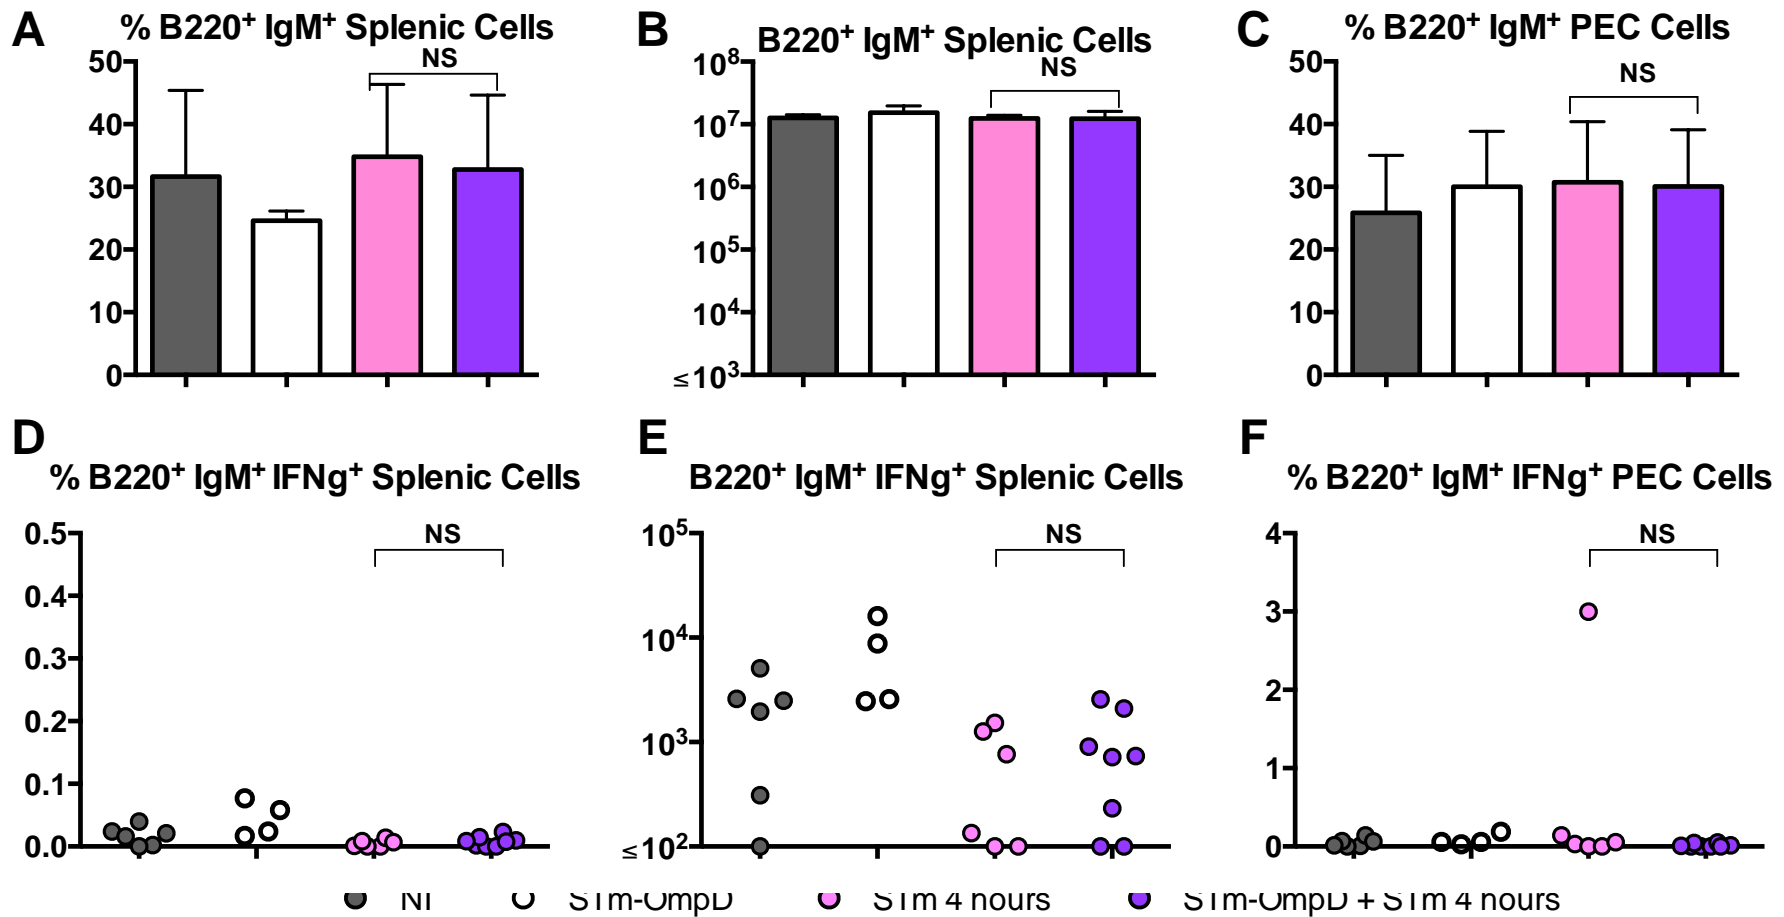 A
% B220+ IgM+ Splenic Cells
NS
50
40
30
20
10
0
B
B220+ IgM+ Splenic Cells
NS
10^8
10^7
10^6
10^5
10^4
≤ 10^3
C
% B220+ IgM+ PEC Cells
NS
50
40
30
20
10
0
D
% B220+ IgM+ IFNg+ Splenic Cells
NS
0.5
0.4
0.3
0.2
0.1
0.0
E
B220+ IgM+ IFNg+ Splenic Cells
NS
10^5
10^4
10^3
≤ 10^2
F
% B220+ IgM+ IFNg+ PEC Cells
NS
4
3
2
1
0
NI STm-OmpD STm 4 hours STm-OmpD + STm 4 hours